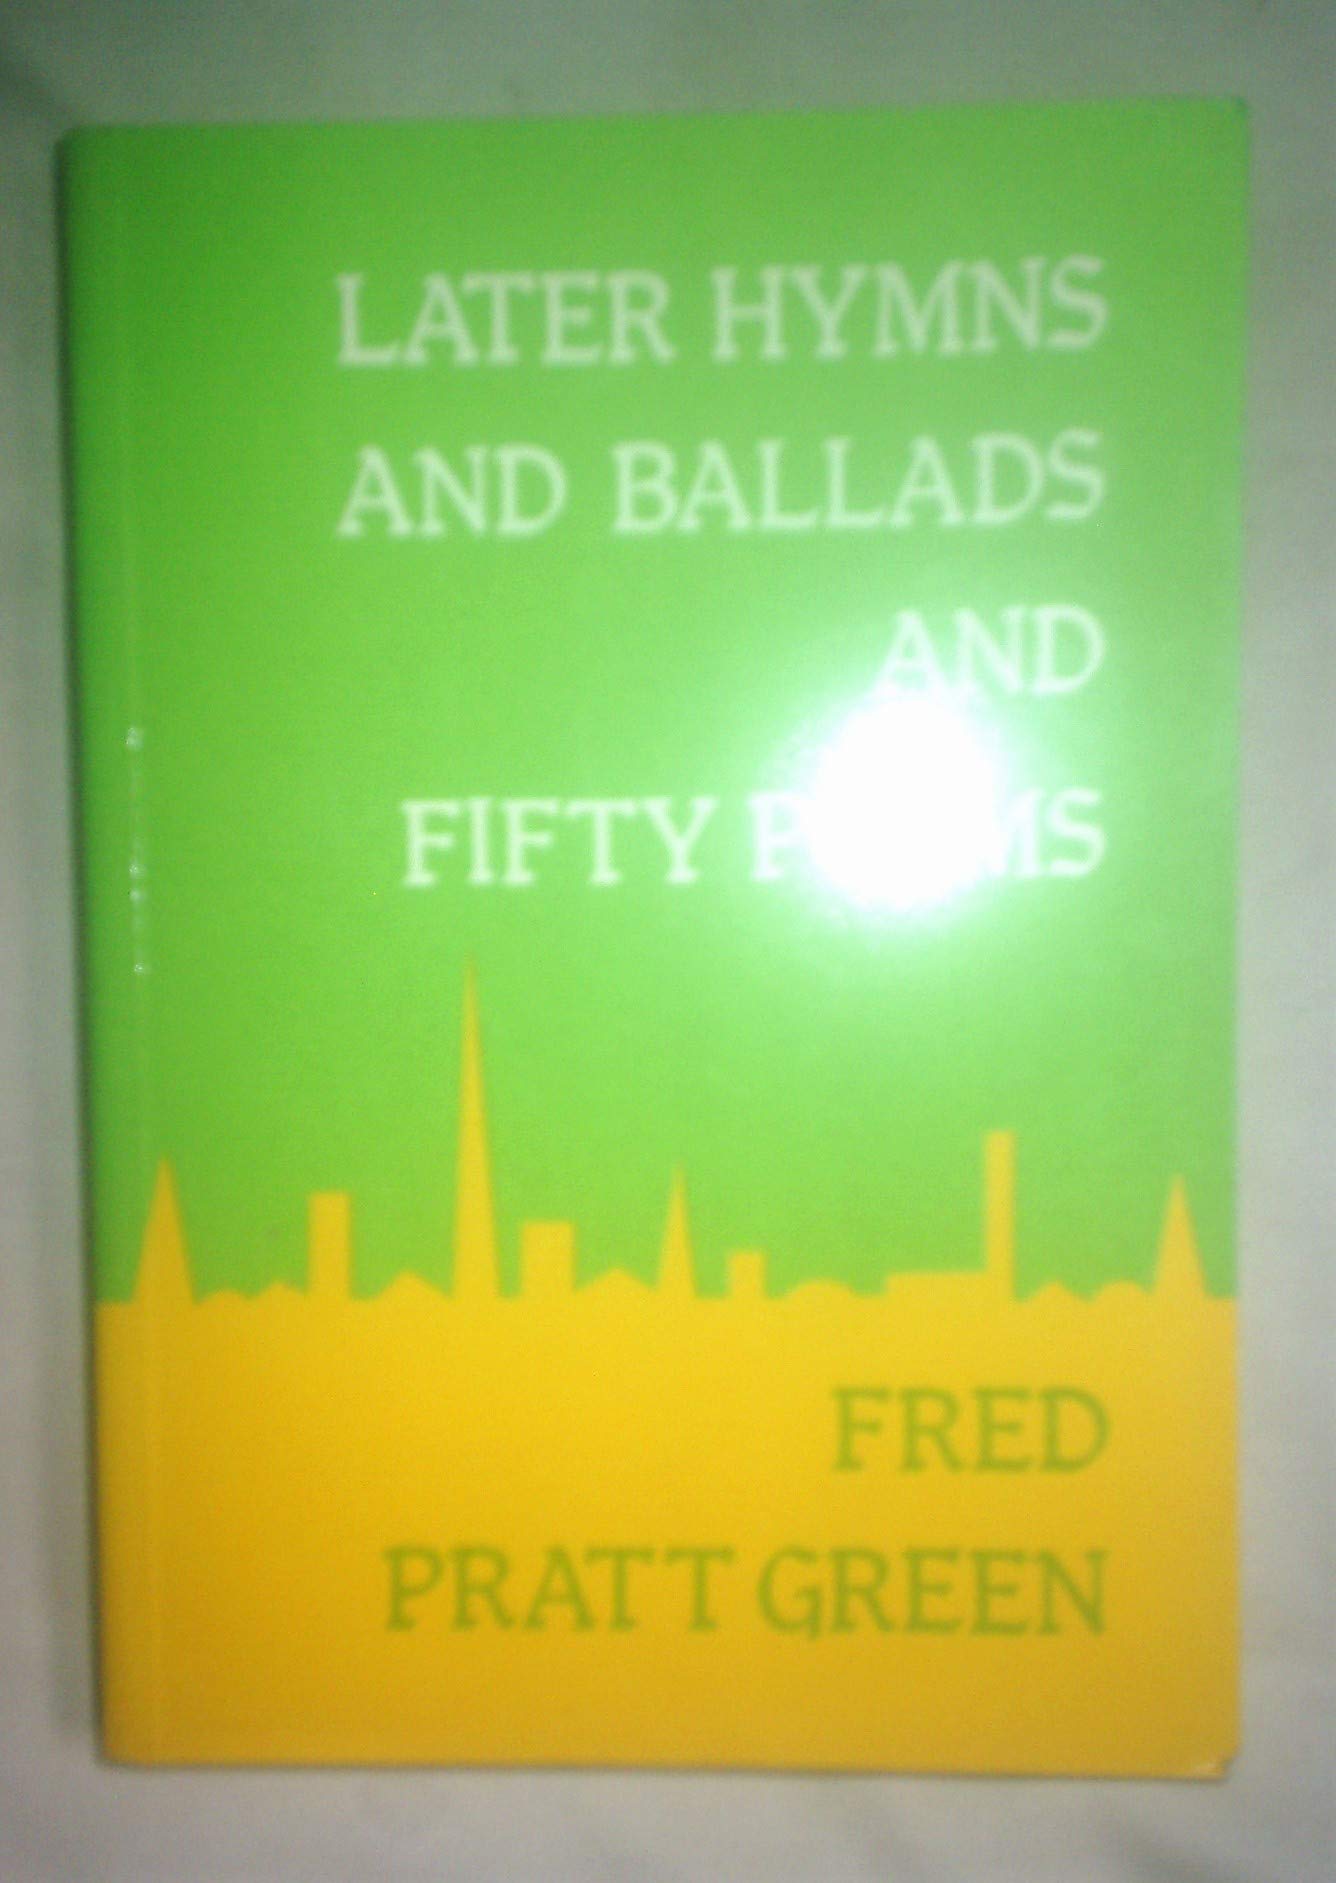 LATER HYMNS
AND BALLADS
AND
FIFTY
FRED
PRATT GREEN